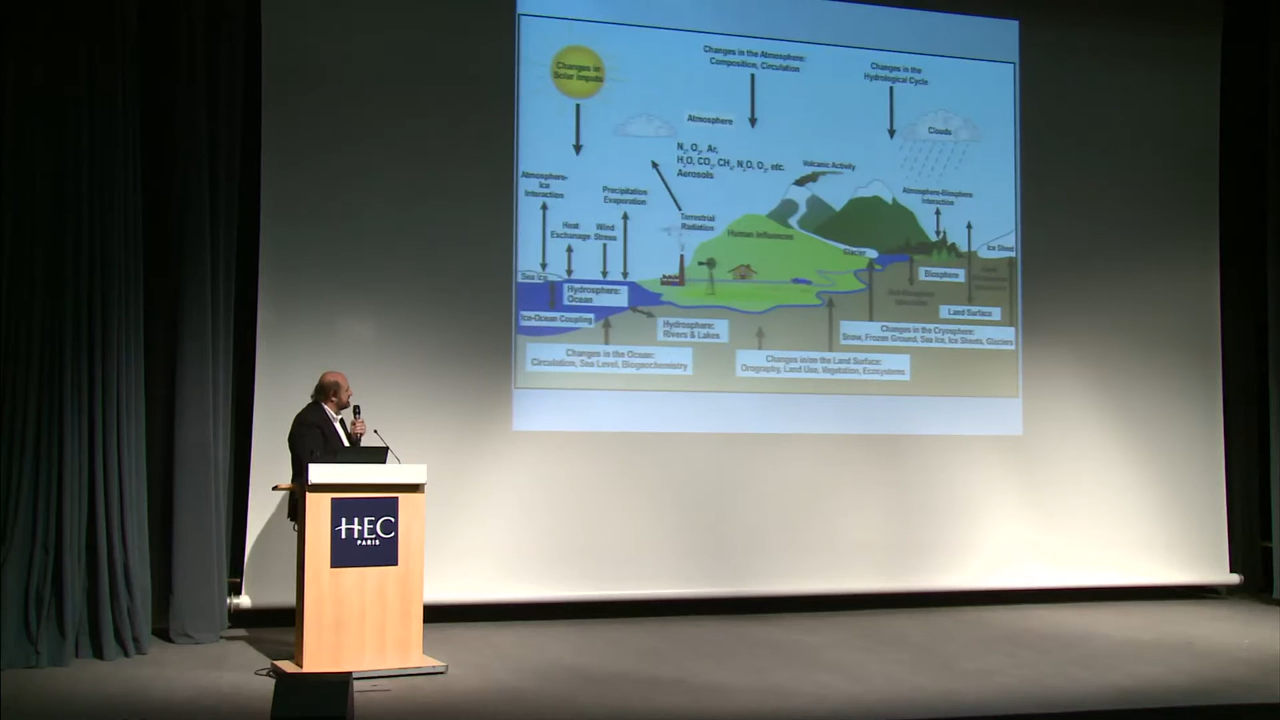 Changes in
Solar Inputs
Changes in the Atmosphere:
Composition, Circulation
Changes in the
Hydrological Cycle
Atmosphere
Clouds
N2, O2, Ar,
H2O, CO2, CH4, N2O, O3, etc.
Aerosols
Volcanic Activity
Atmosphere-
Ice
Interaction
Precipitation
Evaporation
Atmosphere-Biosphere
Interaction
Terrestrial
Radiation
Heat
Exchange
Wind
Stress
Human Influences
Glacier
Ice Sheet
Sea Ice
Biosphere
Hydrosphere:
Ocean
Land Surface
Ice-Ocean Coupling
Hydrosphere:
Rivers & Lakes
Changes in the Cryosphere:
Snow, Frozen Ground, Sea Ice, Ice Sheets, Glaciers
Changes in the Ocean:
Circulation, Sea Level, Biogeochemistry
Changes in/on the Land Surface:
Orography, Land Use, Vegetation, Ecosystems
HEC
PARIS